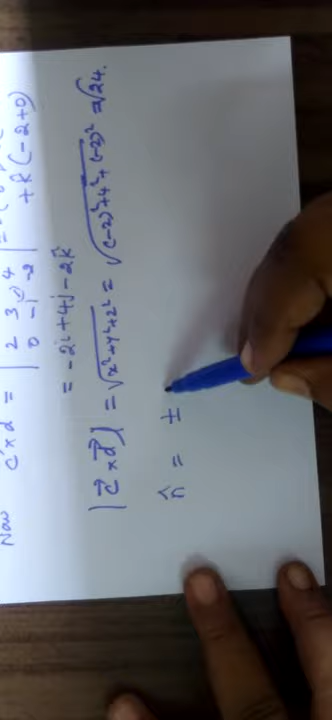 Now c⃗ × d⃗ = | 2 3 4 | =
| 0 -1 -2 | + k̂ (-2+0)
= -2î + 4ĵ - 2k̂
|c⃗ × d⃗| = √x²+y²+z² = √(-2)²+4²+(-2)² = √24.
n̂ = ±